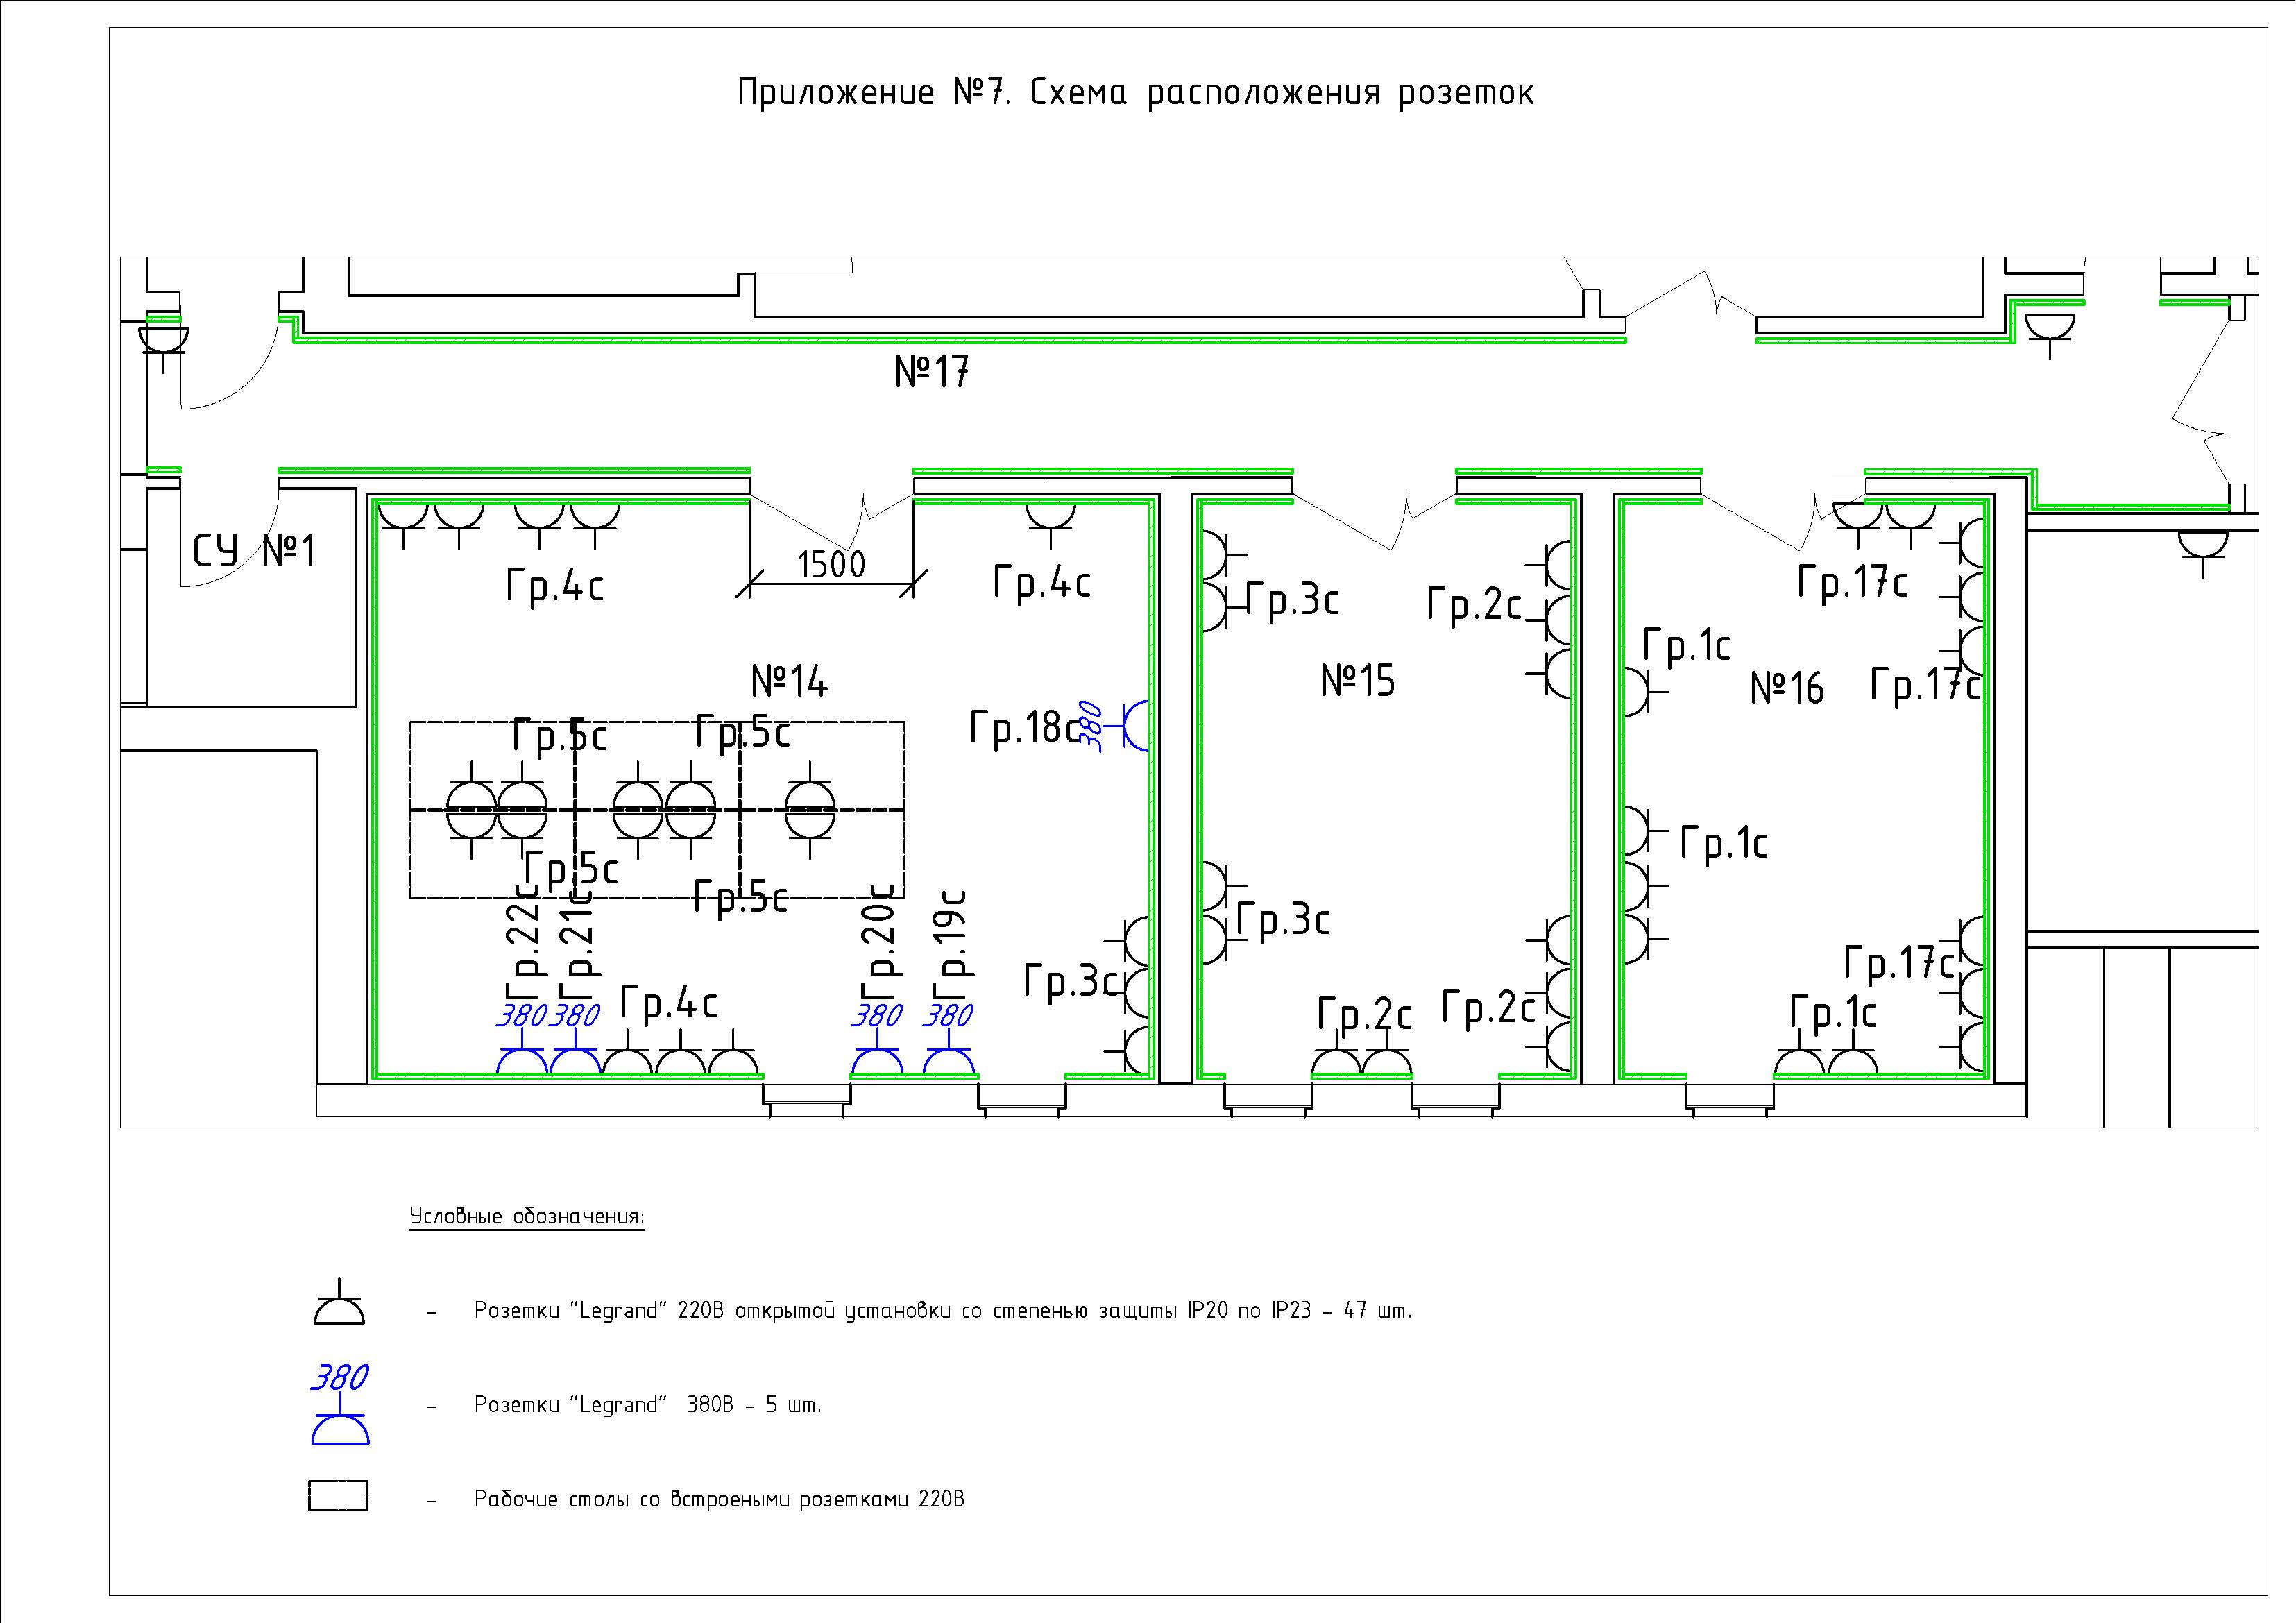 Приложение №7. Схема расположения розеток
№17
СУ №1
1500
Гр.4с
Гр.4с
Гр.3с
Гр.2с
Гр.17с
Гр.1с
№14
№15
№16
Гр.17с
Гр.5с
Гр.5с
Гр.18с
380
Гр.1с
Гр.5с
Гр.5с
Гр.22с
Гр.21с
Гр.20с
Гр.19с
Гр.3с
Гр.17с
Гр.3с
Гр.4с
Гр.2с
Гр.2с
Гр.1с
380
380
380
380
Условные обозначения:
- Розетки "Legrand" 220В открытой установки со степенью защиты IP20 по IP23 - 47 шт.
380
- Розетки "Legrand" 380В - 5 шт.
- Рабочие столы со встроеными розетками 220В